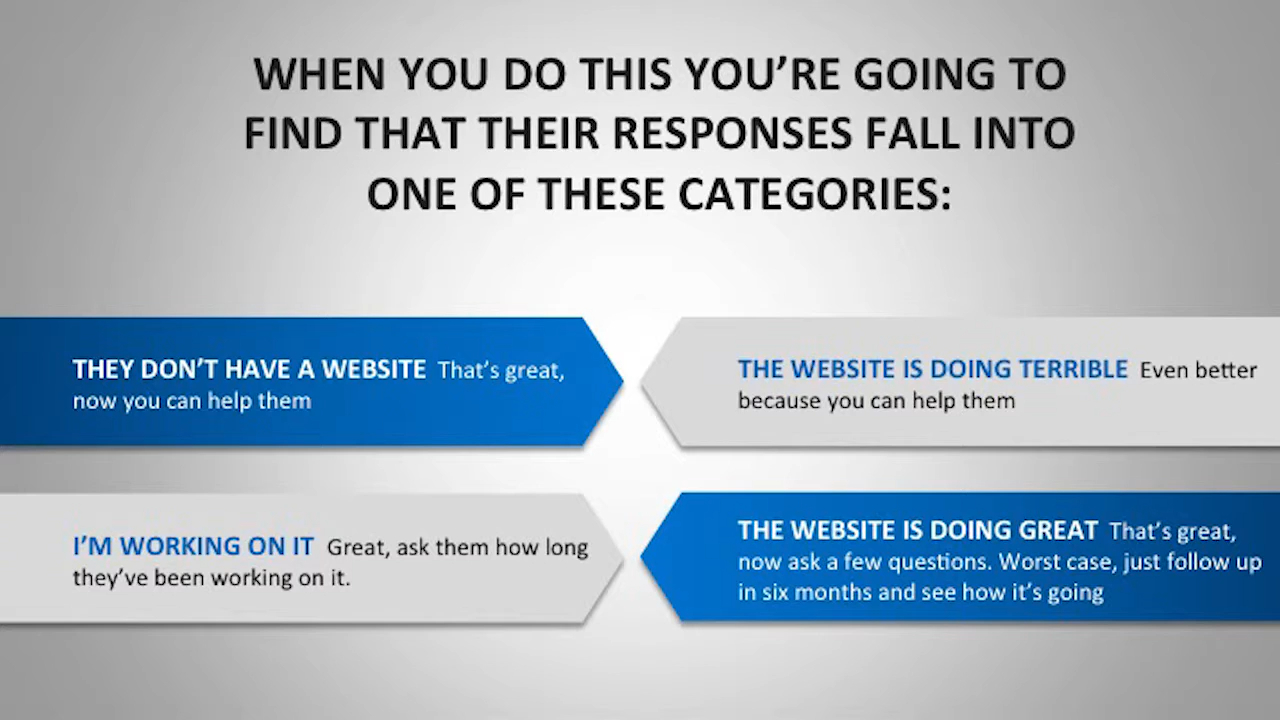 WHEN YOU DO THIS YOU’RE GOING TO
FIND THAT THEIR RESPONSES FALL INTO
ONE OF THESE CATEGORIES:
THEY DON’T HAVE A WEBSITE That’s great,
now you can help them
THE WEBSITE IS DOING TERRIBLE Even better
because you can help them
I’M WORKING ON IT Great, ask them how long
they’ve been working on it.
THE WEBSITE IS DOING GREAT That’s great,
now ask a few questions. Worst case, just follow up
in six months and see how it’s going